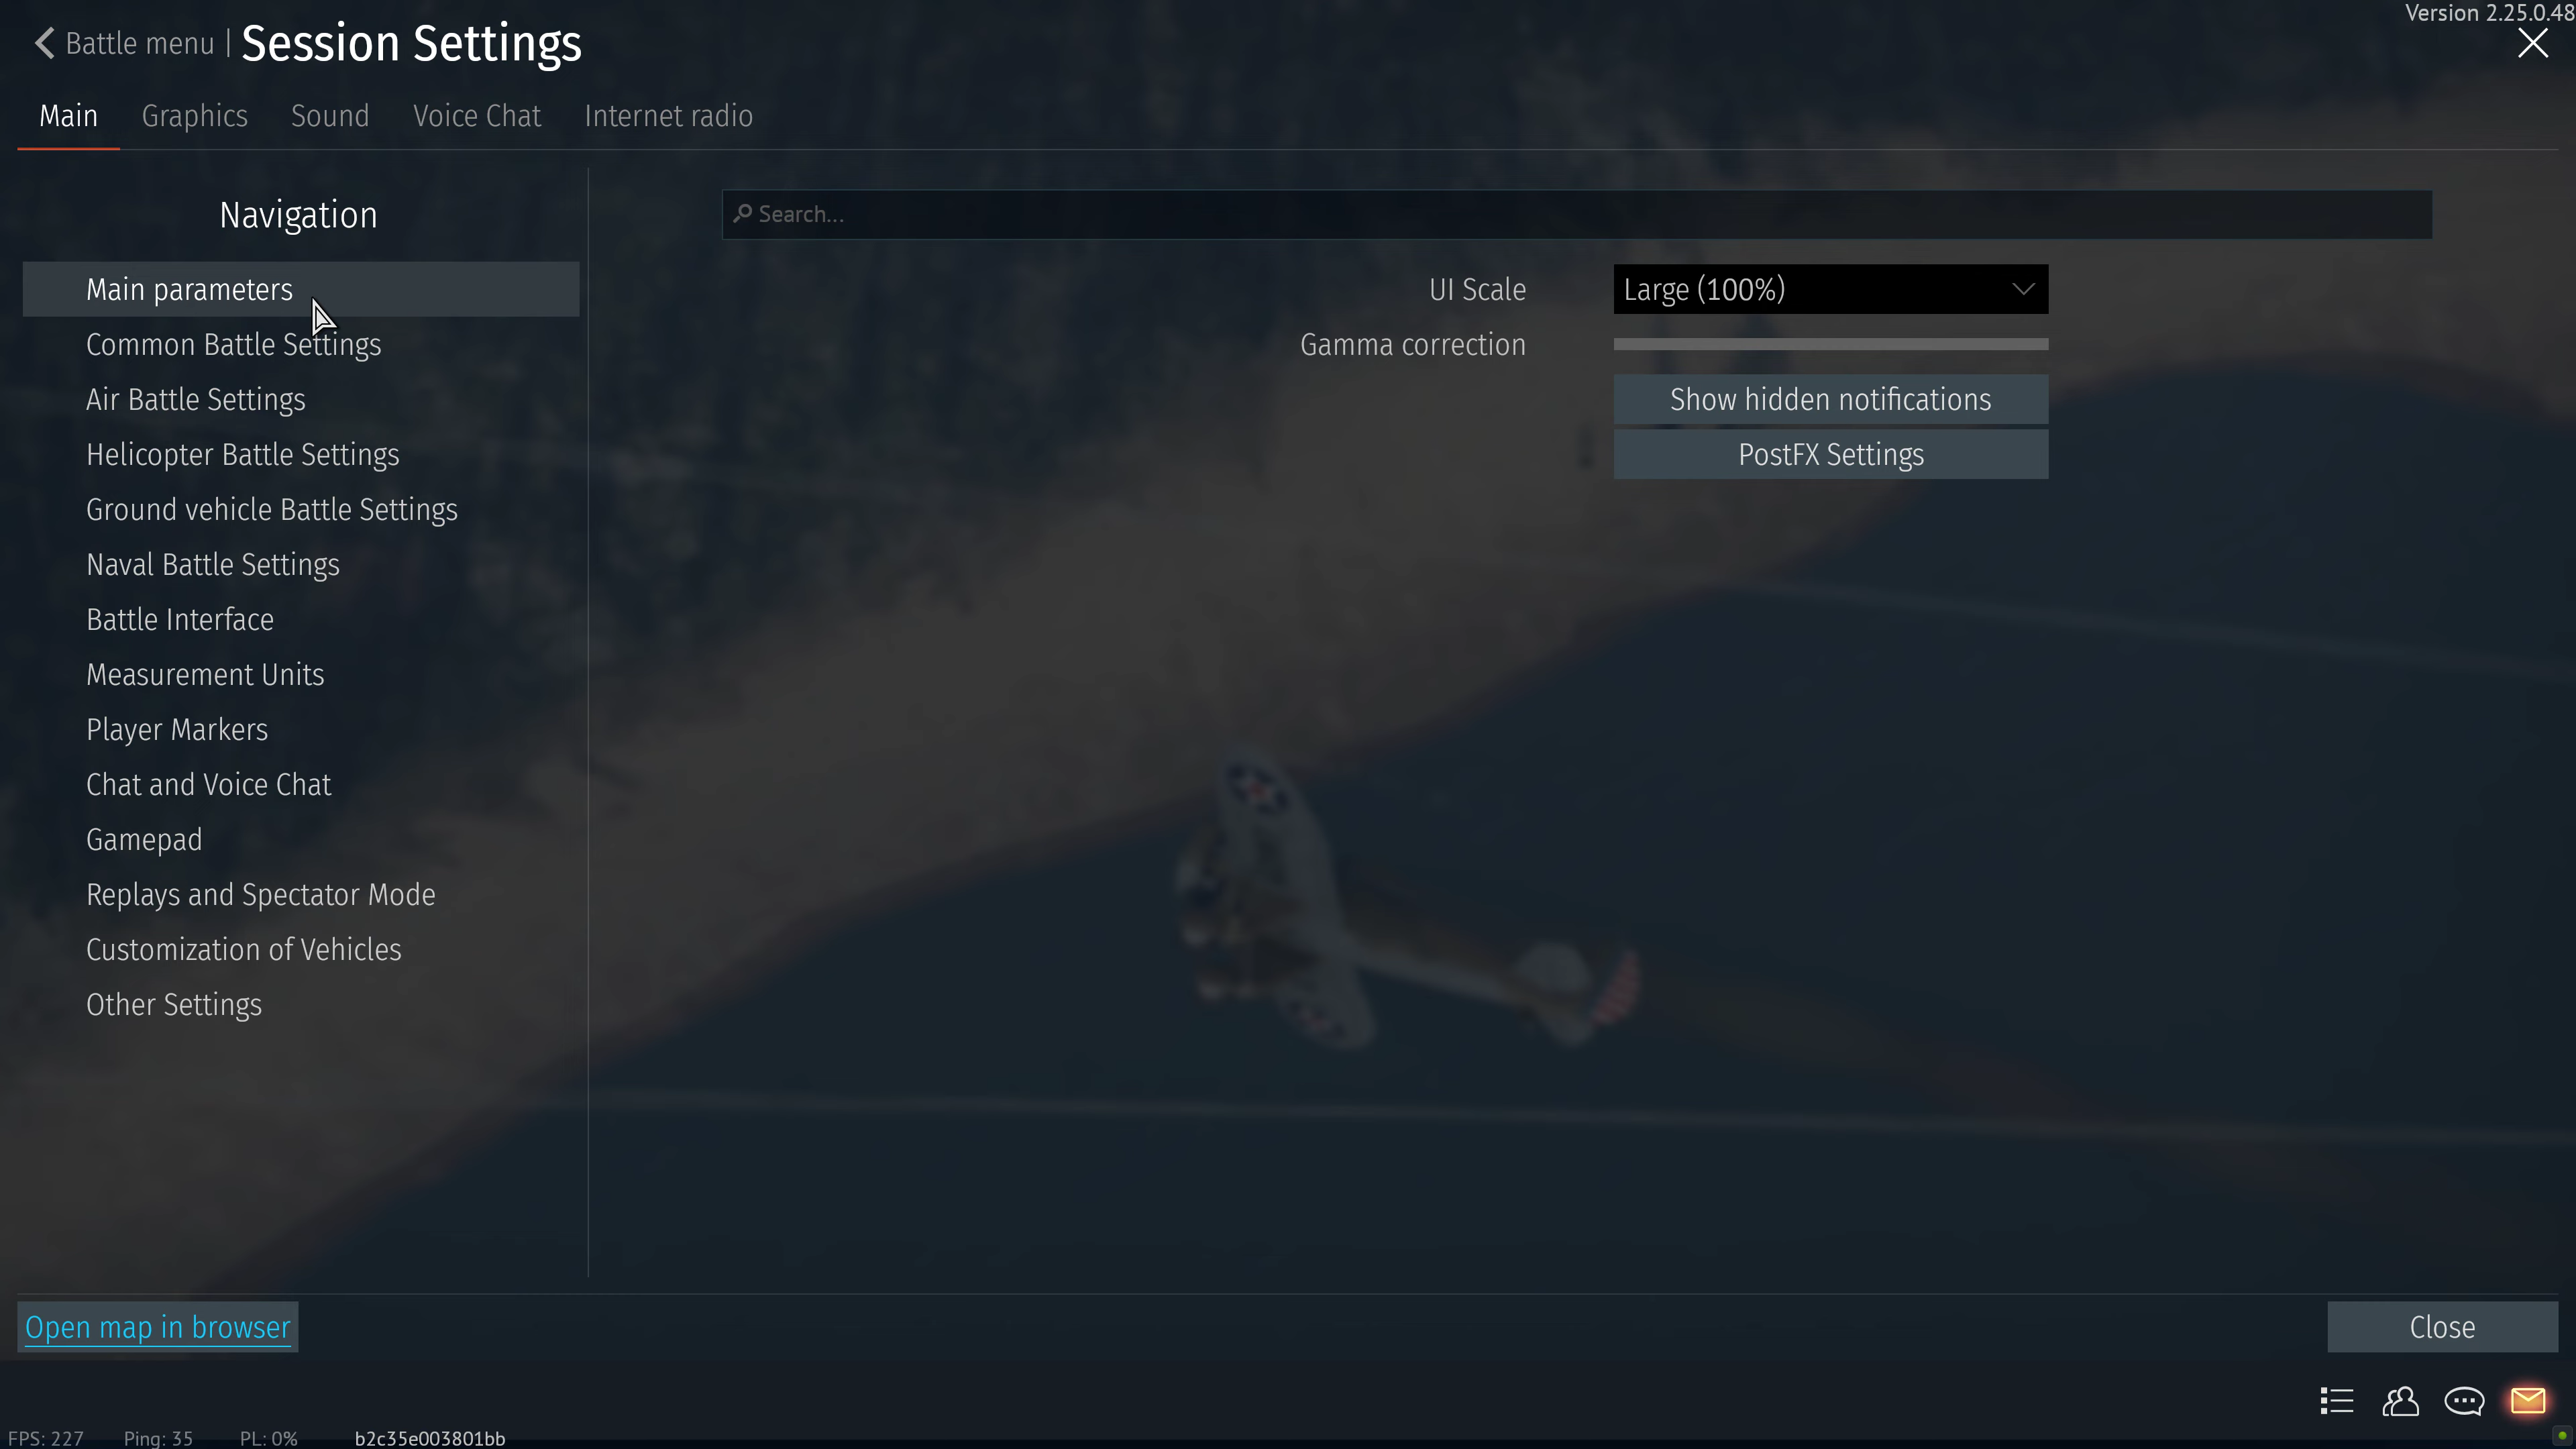 Version 2.25.0.48
Battle menu | Session Settings
Main Graphics Sound Voice Chat Internet radio
Navigation
Search...
Main parameters
UI Scale Large (100%)
Common Battle Settings
Gamma correction
Air Battle Settings
Show hidden notifications
Helicopter Battle Settings
PostFX Settings
Ground vehicle Battle Settings
Naval Battle Settings
Battle Interface
Measurement Units
Player Markers
Chat and Voice Chat
Gamepad
Replays and Spectator Mode
Customization of Vehicles
Other Settings
Open map in browser
Close
FPS: 227 Ping: 35 PL: 0% b2c35e003801bb